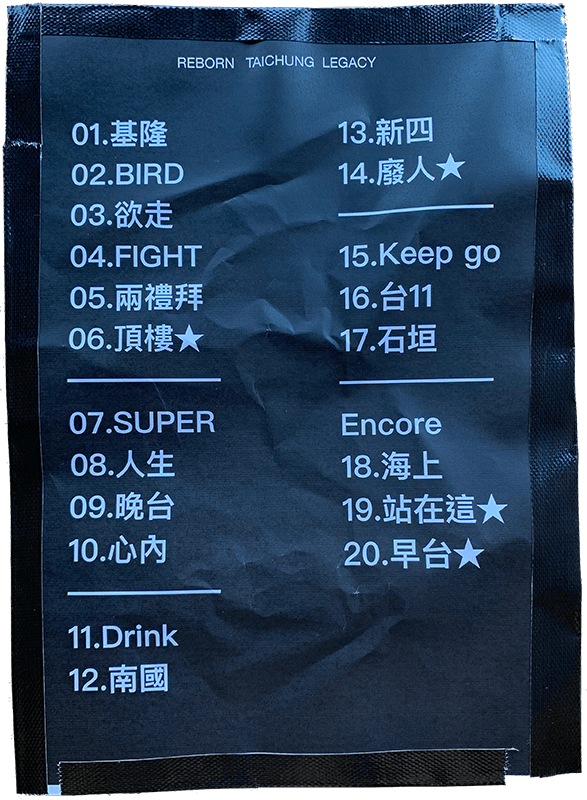 REBORN TAICHUNG LEGACY
01.基隆
02.BIRD
03.欲走
04.FIGHT
05.兩禮拜
06.頂樓★
07.SUPER
08.人生
09.晚台
10.心內
11.Drink
12.南國
13.新四
14.廢人★
15.Keep go
16.台11
17.石垣
Encore
18.海上
19.站在這★
20.早台★